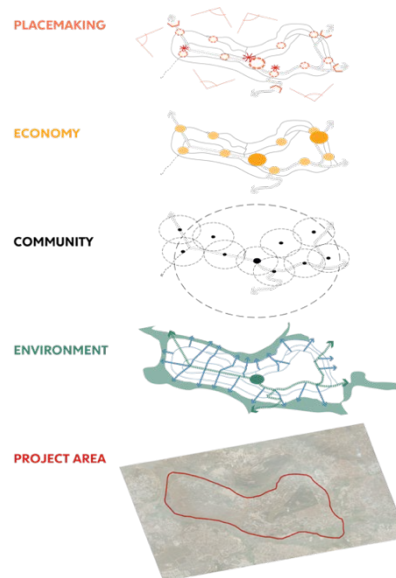 PLACEMAKING
ECONOMY
COMMUNITY
ENVIRONMENT
PROJECT AREA